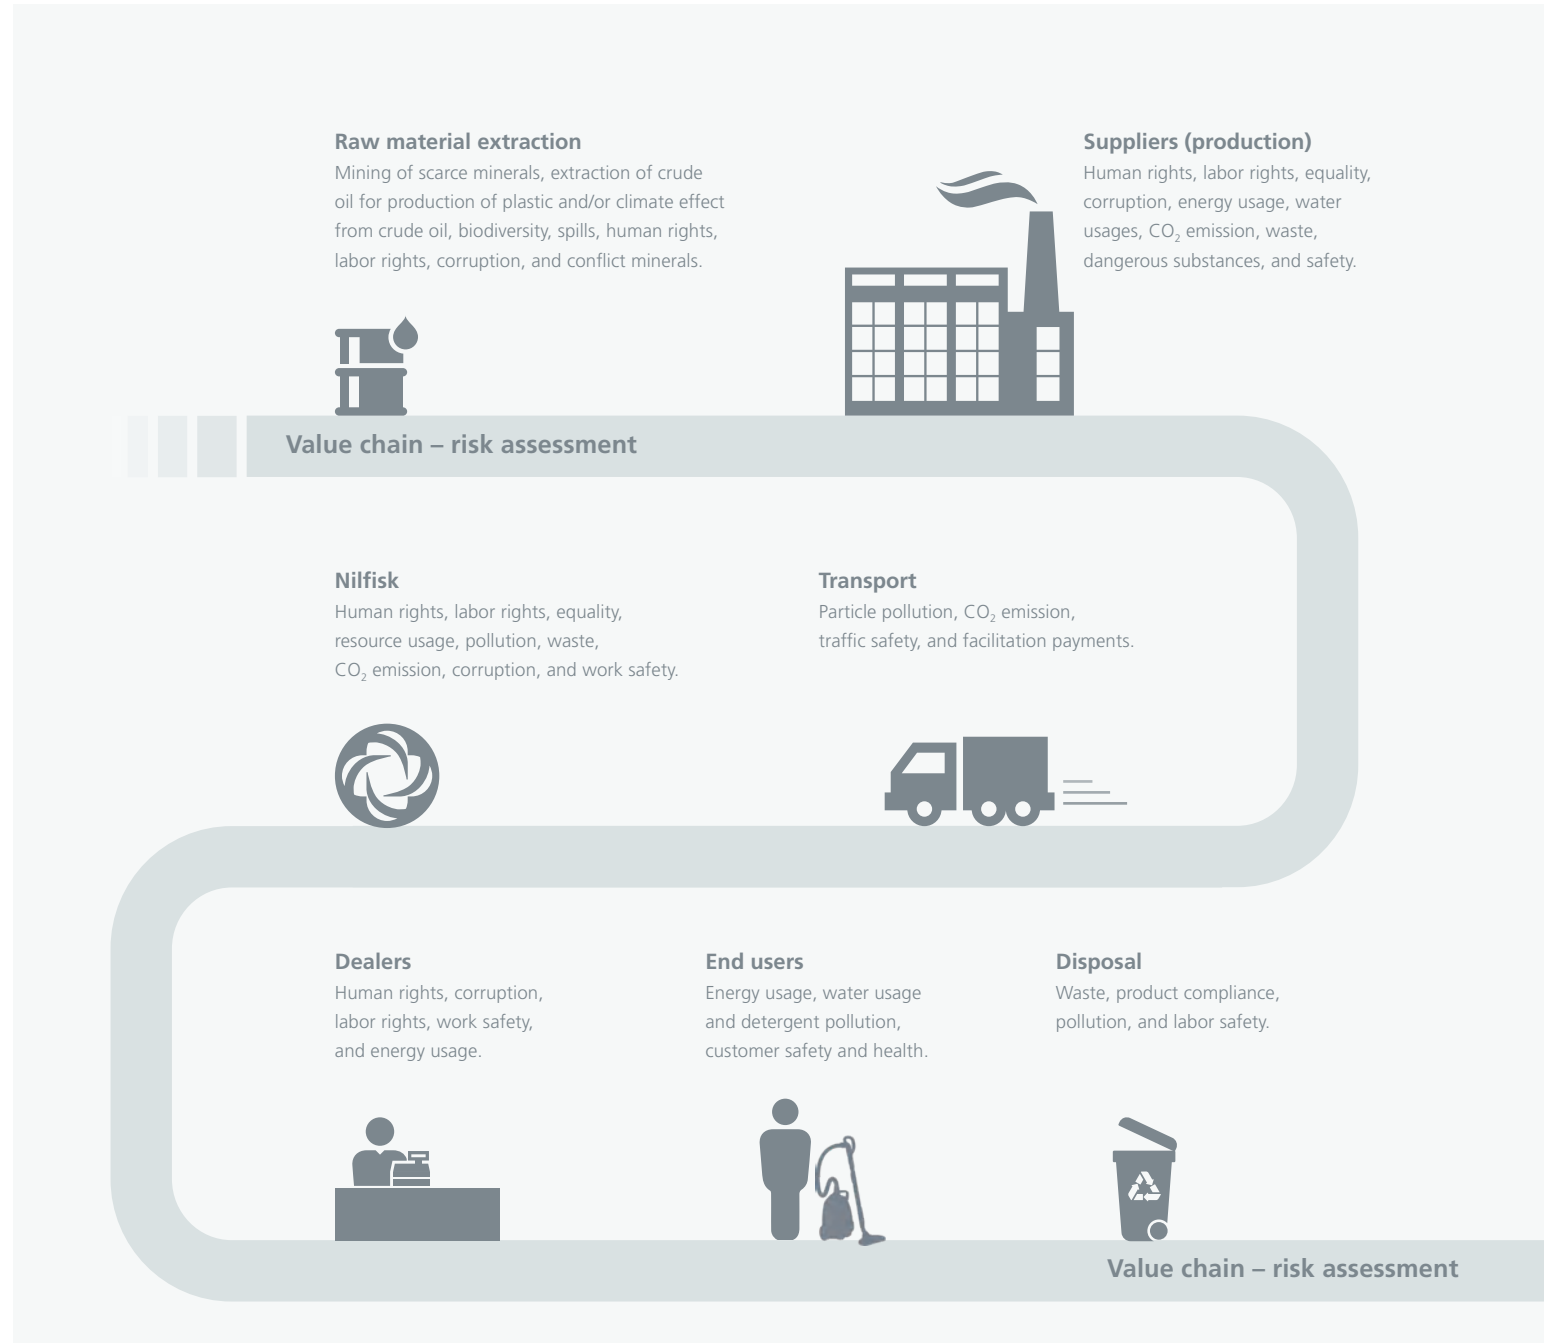 Raw material extraction
Mining of scarce minerals, extraction of crude
oil for production of plastic and/or climate effect
from crude oil, biodiversity, spills, human rights,
labor rights, corruption, and conflict minerals.
Suppliers (production)
Human rights, labor rights, equality,
corruption, energy usage, water
usages, CO₂ emission, waste,
dangerous substances, and safety.
Value chain – risk assessment
Nilfisk
Human rights, labor rights, equality,
resource usage, pollution, waste,
CO₂ emission, corruption, and work safety.
Transport
Particle pollution, CO₂ emission,
traffic safety, and facilitation payments.
Dealers
Human rights, corruption,
labor rights, work safety,
and energy usage.
End users
Energy usage, water usage
and detergent pollution,
customer safety and health.
Disposal
Waste, product compliance,
pollution, and labor safety.
Value chain – risk assessment